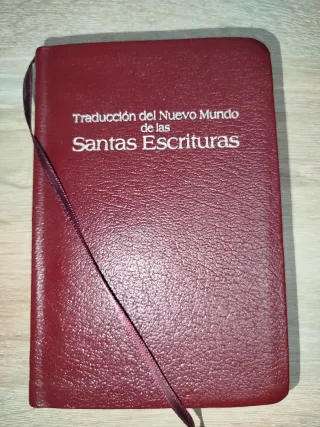 Traducción del Nuevo Mundo
de las
Santas Escrituras